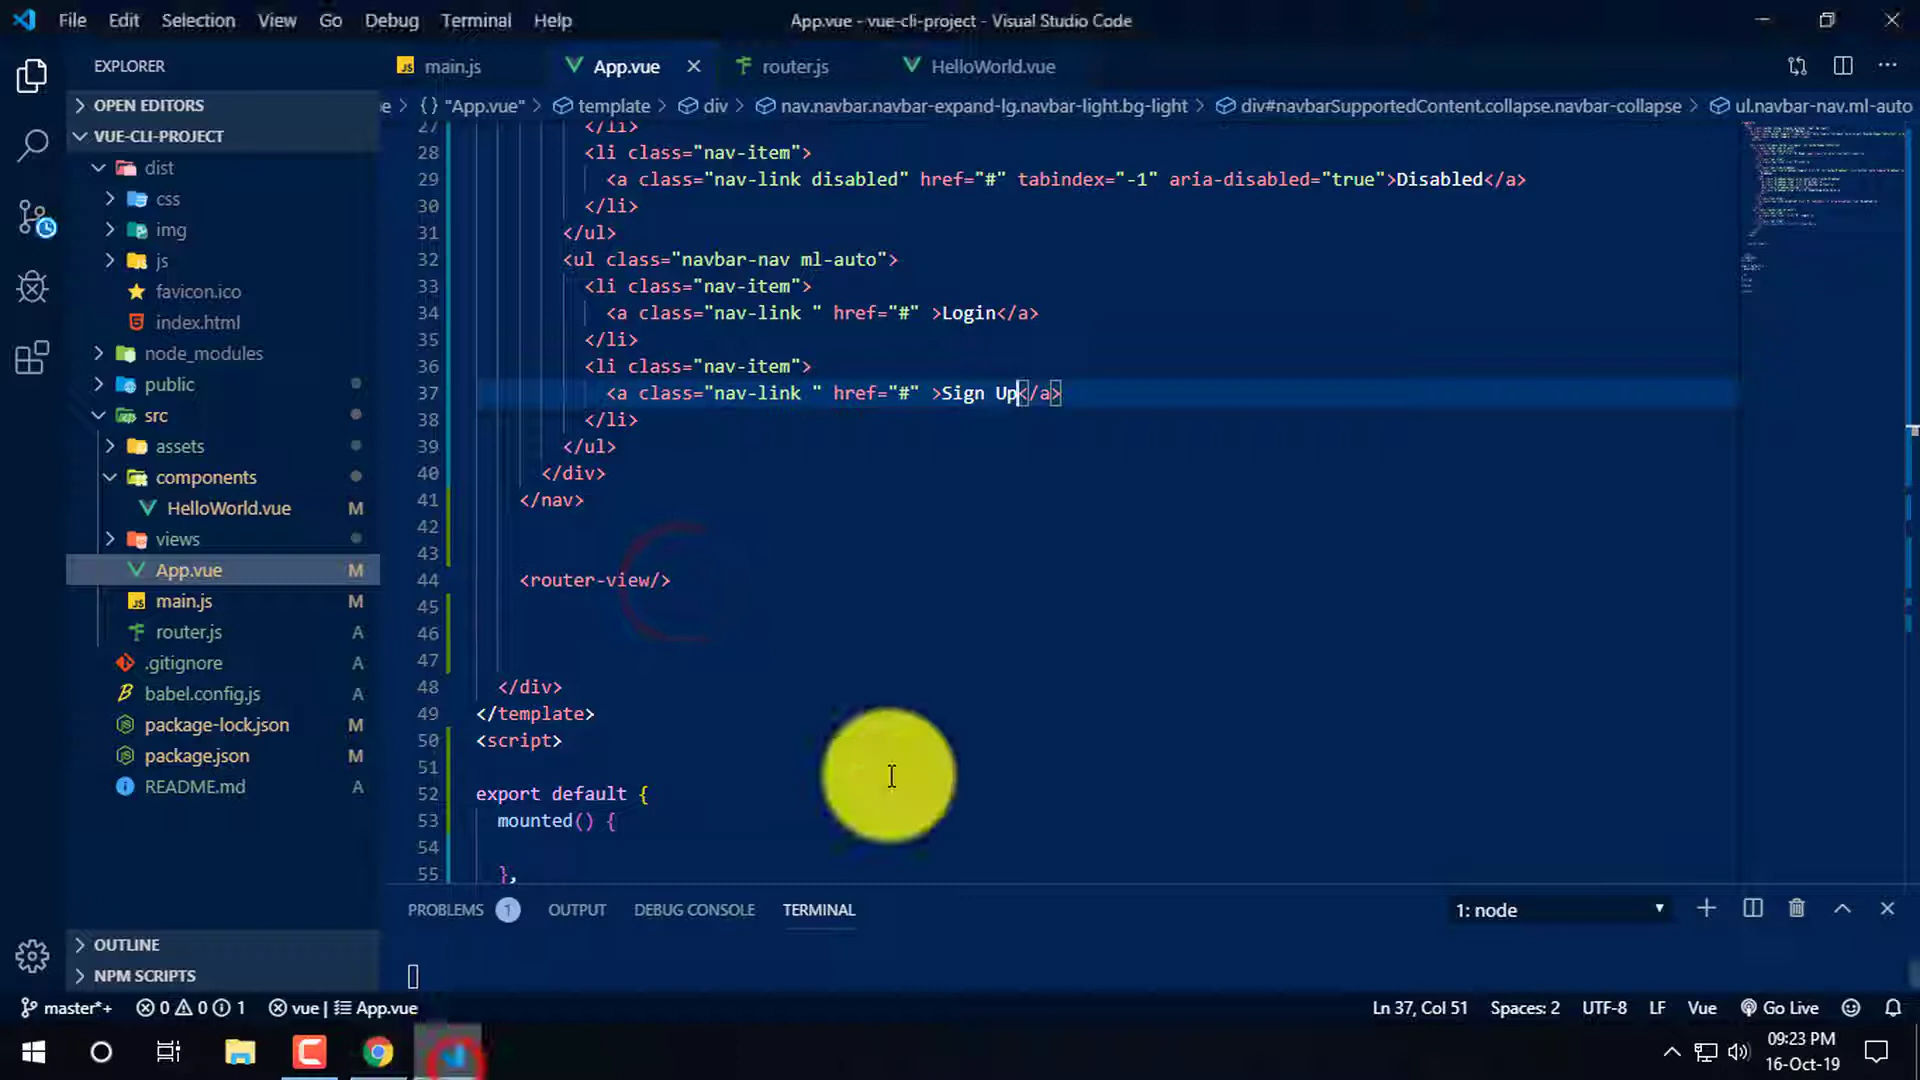 File Edit Selection View Go Debug Terminal Help
App.vue - vue-cli-project - Visual Studio Code
EXPLORER
main.js
App.vue
router.js
HelloWorld.vue
OPEN EDITORS
e > {} "App.vue" > template > div > nav.navbar.navbar-expand-lg.navbar-light.bg-light > div#navbarSupportedContent.collapse.navbar-collapse > ul.navbar-nav.ml-auto
VUE-CLI-PROJECT
dist
css
img
js
favicon.ico
index.html
node_modules
public
src
assets
components
HelloWorld.vue M
views
App.vue M
main.js M
router.js A
.gitignore A
babel.config.js A
package-lock.json M
package.json M
README.md A
OUTLINE
NPM SCRIPTS
27 </li>
28 <li class="nav-item">
29 <a class="nav-link disabled" href="#" tabindex="-1" aria-disabled="true">Disabled</a>
30 </li>
31 </ul>
32 <ul class="navbar-nav ml-auto">
33 <li class="nav-item">
34 <a class="nav-link " href="#" >Login</a>
35 </li>
36 <li class="nav-item">
37 <a class="nav-link " href="#" >Sign Up</a>
38 </li>
39 </ul>
40 </div>
41 </nav>
42
43
44 <router-view/>
45
46
47
48 </div>
49 </template>
50 <script>
51
52 export default {
53 mounted() {
54
55 },
PROBLEMS 1 OUTPUT DEBUG CONSOLE TERMINAL
1: node
master*+ 0 0 1 vue | App.vue
Ln 37, Col 51 Spaces: 2 UTF-8 LF Vue Go Live
09:23 PM
16-Oct-19